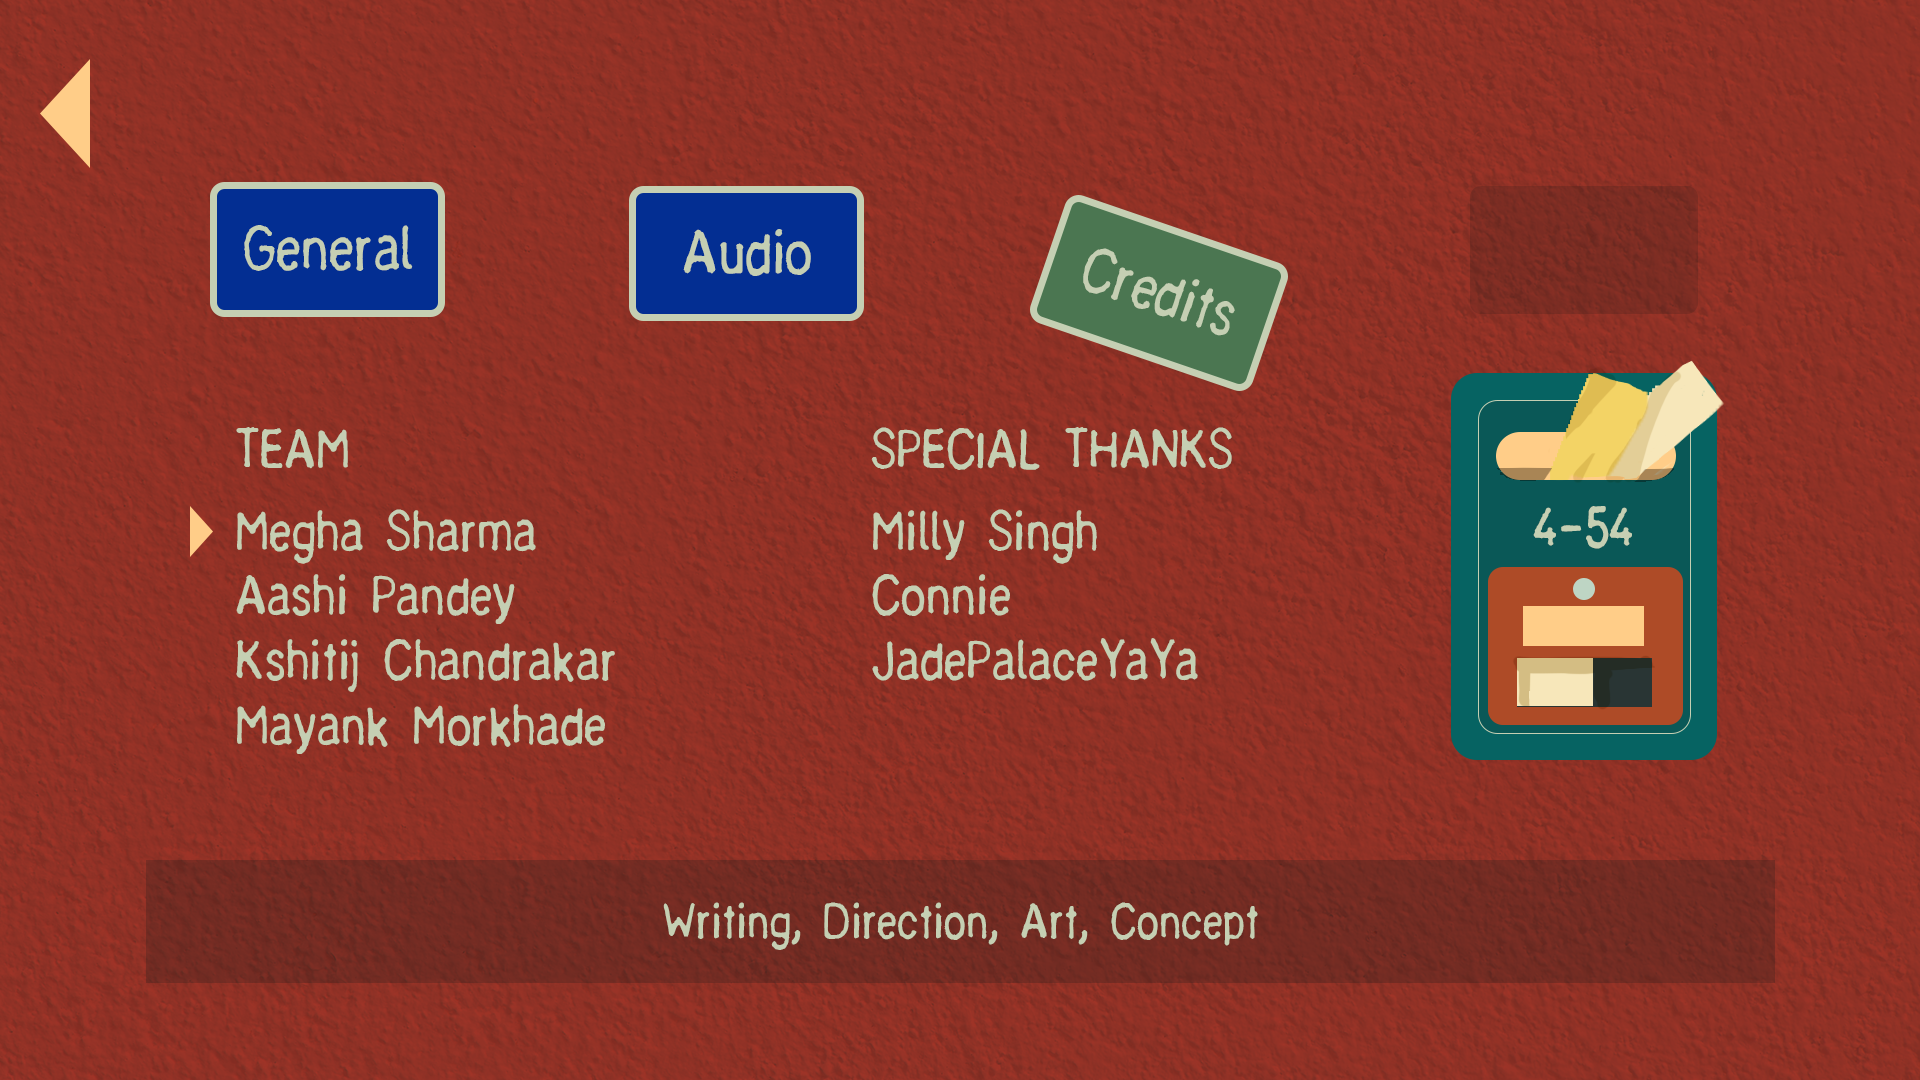 General
Audio
Credits
TEAM
Megha Sharma
Aashi Pandey
Kshitij Chandrakar
Mayank Morkhade
SPECIAL THANKS
Milly Singh
Connie
JadePalaceYaYa
4-54
Writing, Direction, Art, Concept